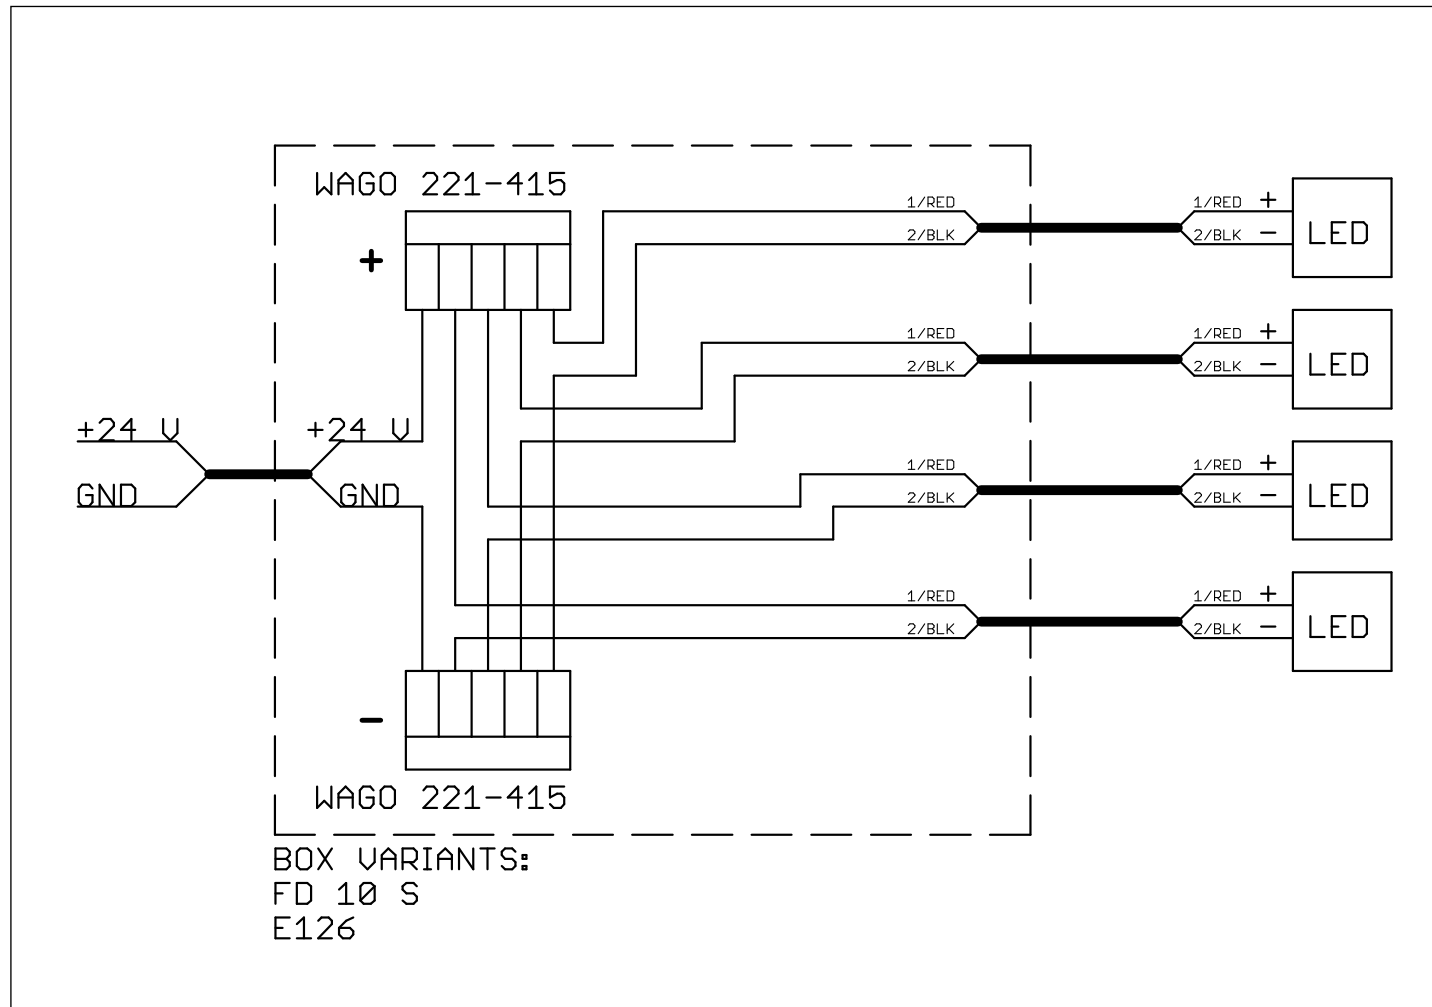 WAGO 221-415
1/RED
1/RED +
2/BLK
2/BLK -
LED
+
1/RED
1/RED +
2/BLK
2/BLK -
LED
+24 V
+24 V
GND
GND
1/RED
1/RED +
2/BLK
2/BLK -
LED
1/RED
1/RED +
2/BLK
2/BLK -
LED
-
WAGO 221-415
BOX VARIANTS:
FD 10 S
E126